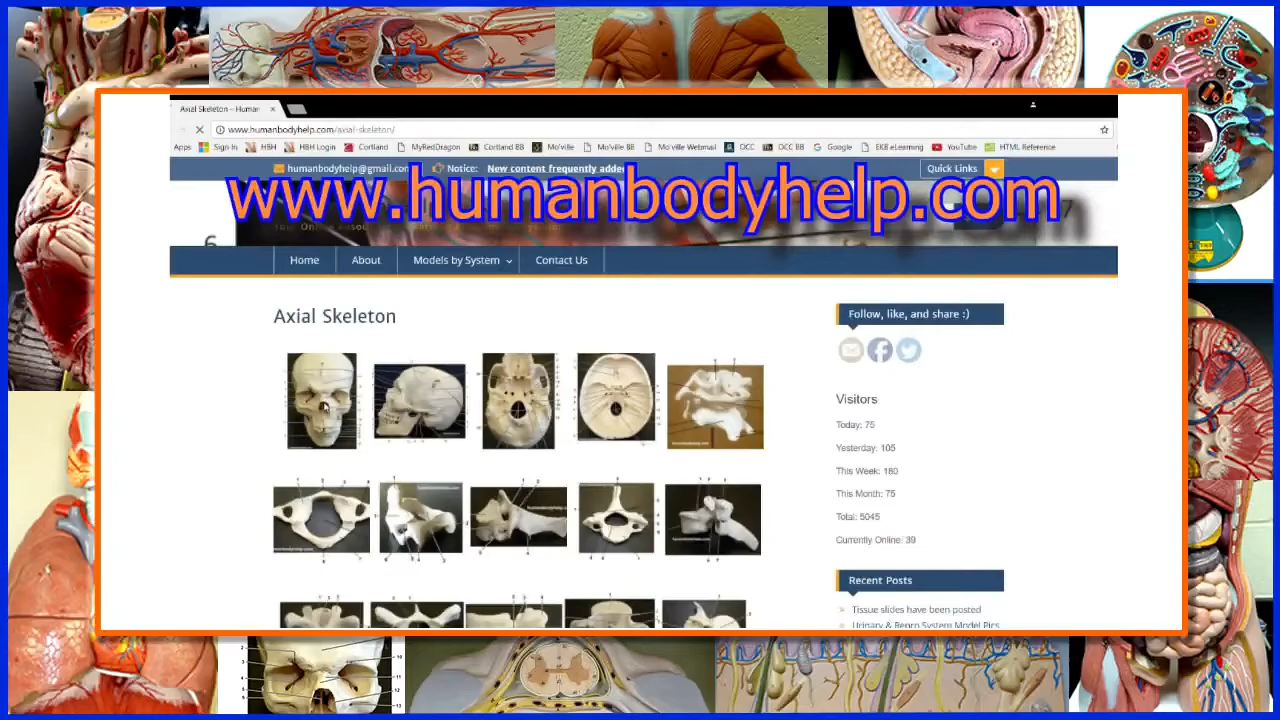 Axial Skeleton – Human
www.humanbodyhelp.com/axial-skeleton/
Apps Sign In HBH HBH Login Cortland MyRedDragon Cortland BB Mo'ville Mo'ville BB Mo'ville Webmail OCC OCC BB Google EKB eLearning YouTube HTML Reference
humanbodyhelp@gmail.com Notice: New content frequently added Quick Links
www.humanbodyhelp.com
Home About Models by System Contact Us
Axial Skeleton
Follow, like, and share :)
Visitors
Today: 75
Yesterday: 105
This Week: 180
This Month: 75
Total: 5045
Currently Online: 39
Recent Posts
Tissue slides have been posted
Urinary & Repro System Model Pics